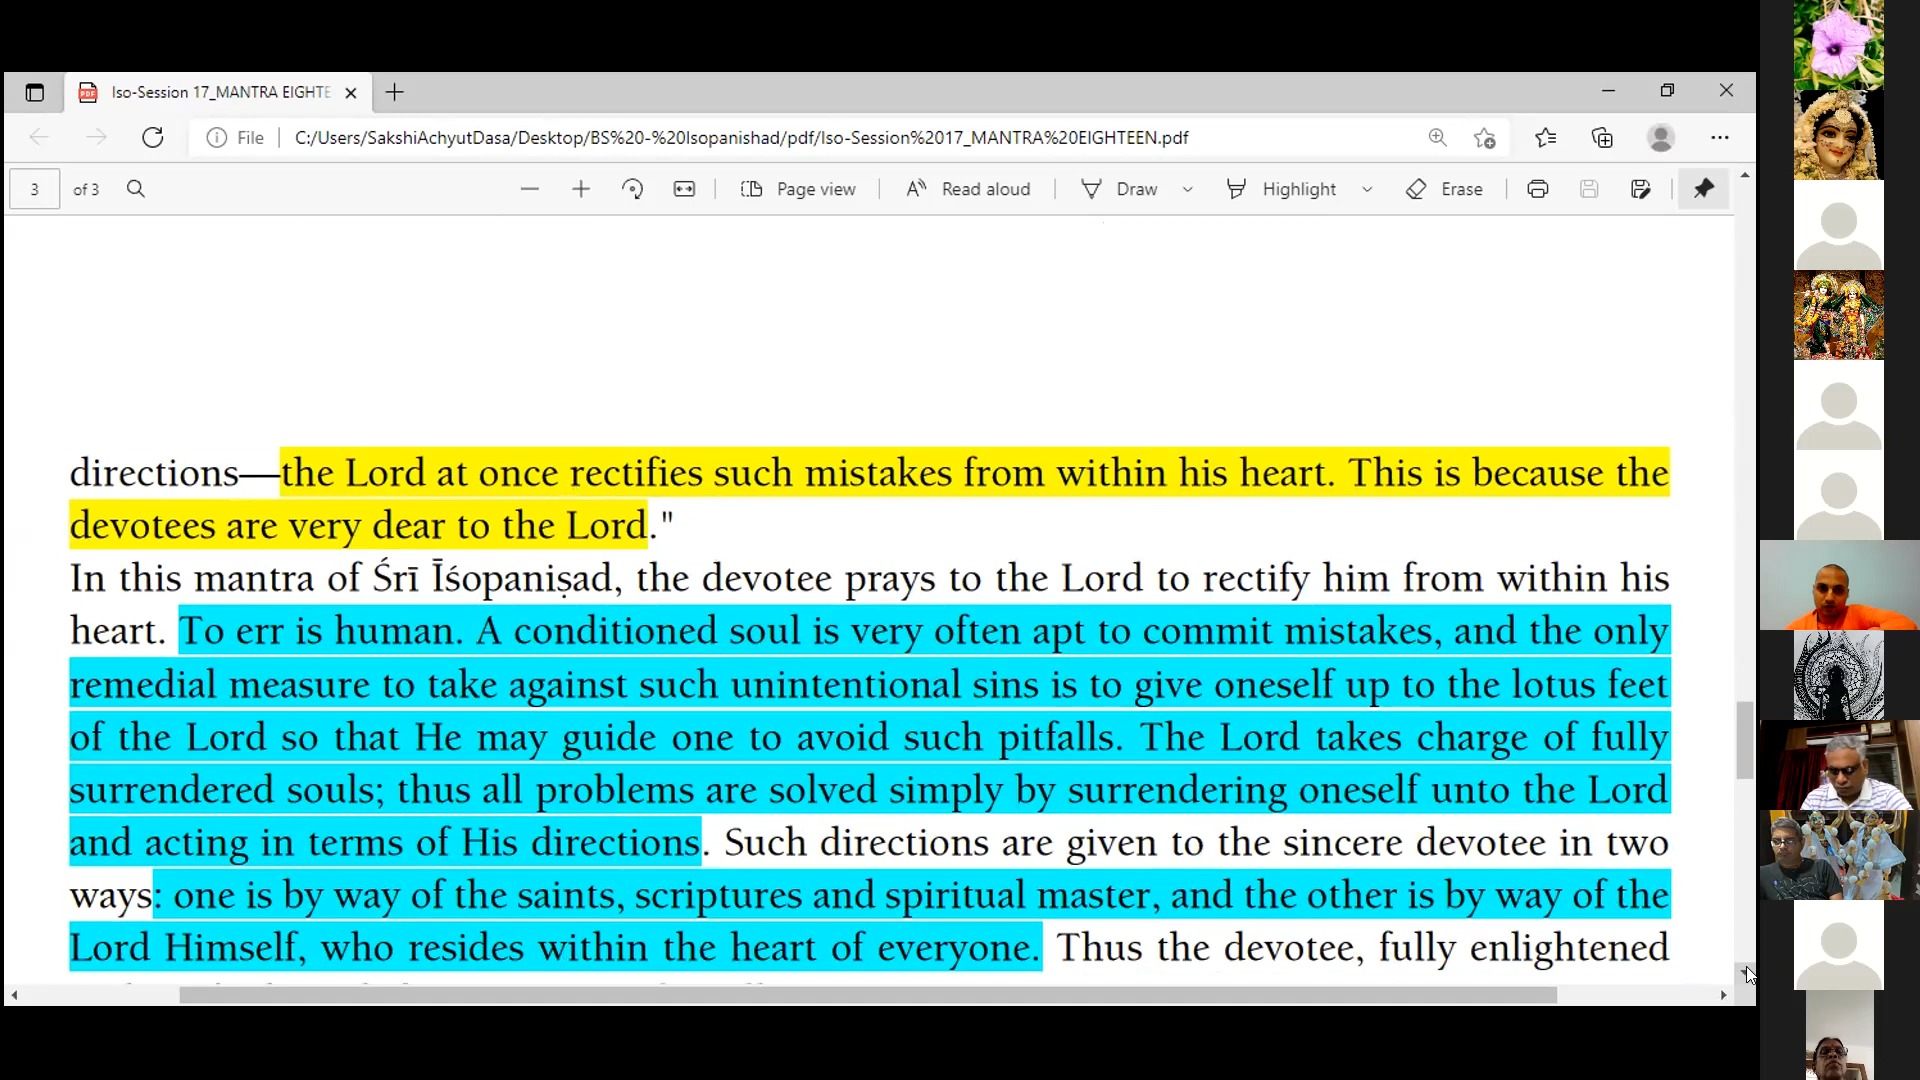 Iso-Session 17_MANTRA EIGHTE
File
C:/Users/SakshiAchyutDasa/Desktop/BS%20-%20Isopanishad/pdf/Iso-Session%2017_MANTRA%20EIGHTEEN.pdf
3 of 3
Page view
Read aloud
Draw
Highlight
Erase
directions—the Lord at once rectifies such mistakes from within his heart. This is because the
devotees are very dear to the Lord."
In this mantra of Śrī Īśopaniṣad, the devotee prays to the Lord to rectify him from within his
heart. To err is human. A conditioned soul is very often apt to commit mistakes, and the only
remedial measure to take against such unintentional sins is to give oneself up to the lotus feet
of the Lord so that He may guide one to avoid such pitfalls. The Lord takes charge of fully
surrendered souls; thus all problems are solved simply by surrendering oneself unto the Lord
and acting in terms of His directions. Such directions are given to the sincere devotee in two
ways: one is by way of the saints, scriptures and spiritual master, and the other is by way of the
Lord Himself, who resides within the heart of everyone. Thus the devotee, fully enlightened